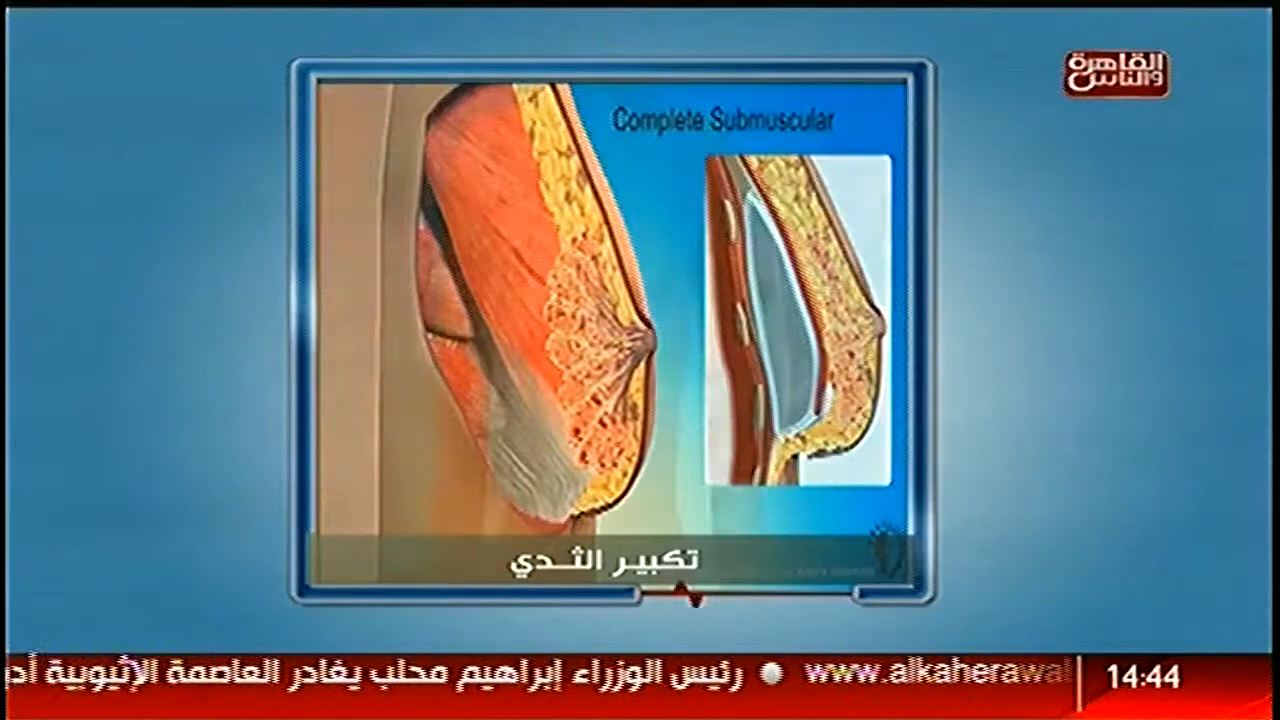 القاهرة
والناس
Complete Submuscular
تكبير الثدي
رئيس الوزراء إبراهيم محلب يغادر العاصمة الإثيوبية
www.alkaherawal
14:44